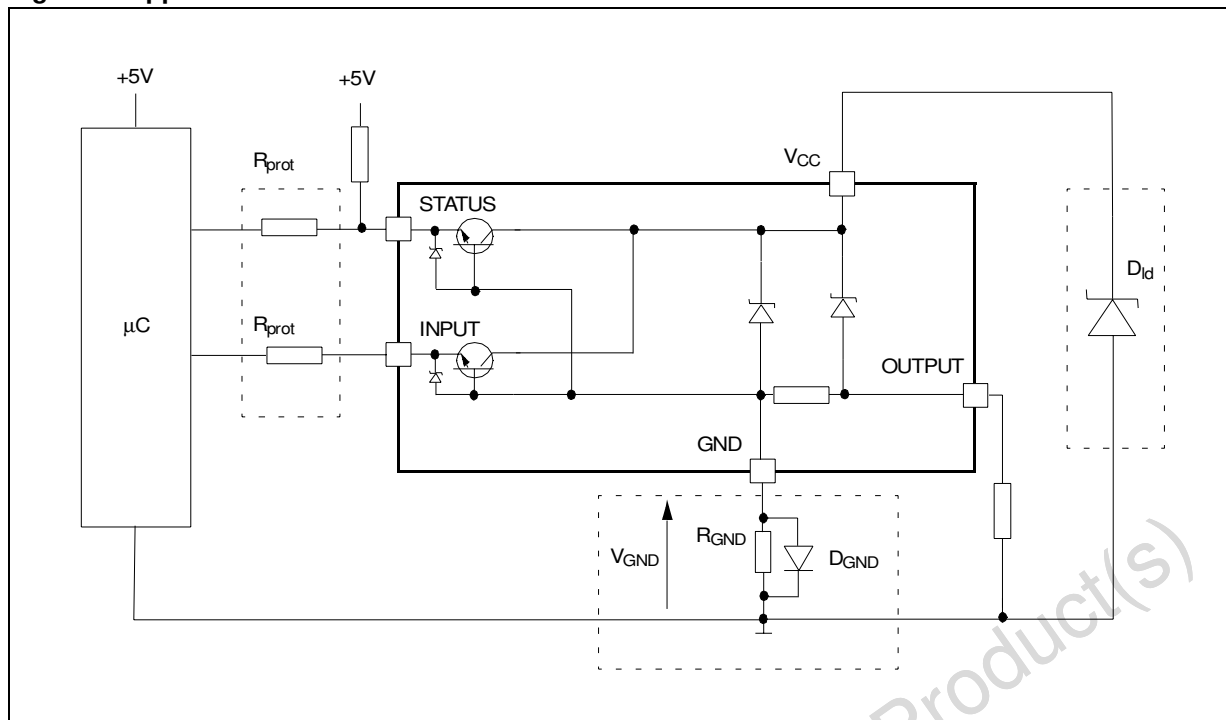 +5V
+5V
Rprot
VCC
STATUS
Dld
μC
Rprot
INPUT
OUTPUT
GND
RGND
VGND
DGND
Product(s)